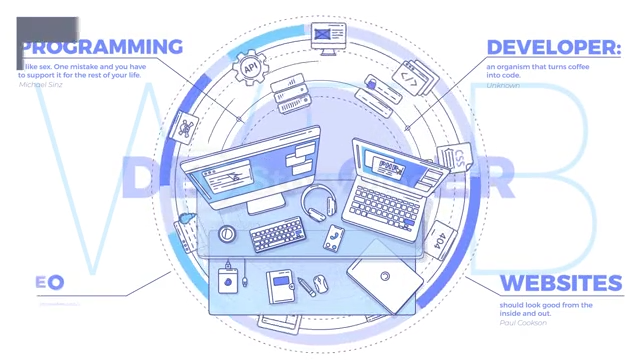 PROGRAMMING
like sex. One mistake and you have
to support it for the rest of your life.
Michael Sinz
DEVELOPER:
an organism that turns coffee
into code.
Unknown
API
</>
PHP
CSS
404
EO
WEBSITES
should look good from the
inside and out.
Paul Cookson